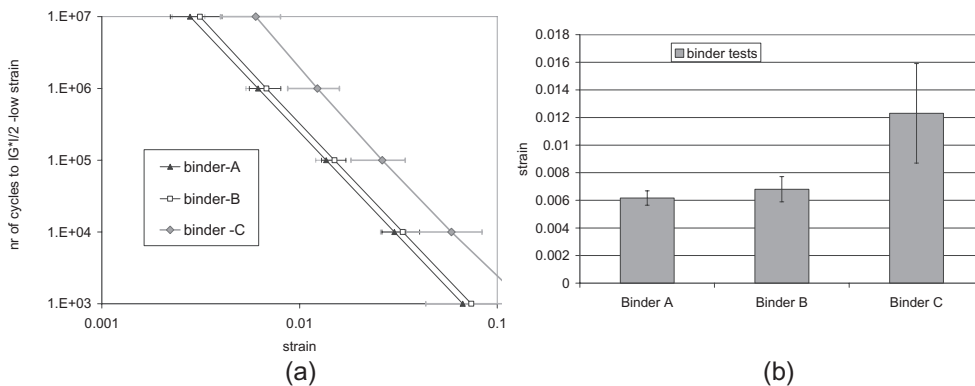 nr of cycles to IG*I/2 -low strain
1.E+07
1.E+06
1.E+05
1.E+04
1.E+03
binder-A
binder-B
binder -C
0.001
0.01
0.1
strain
(a)
strain
0.018
0.016
0.014
0.012
0.01
0.008
0.006
0.004
0.002
0
binder tests
Binder A
Binder B
Binder C
(b)